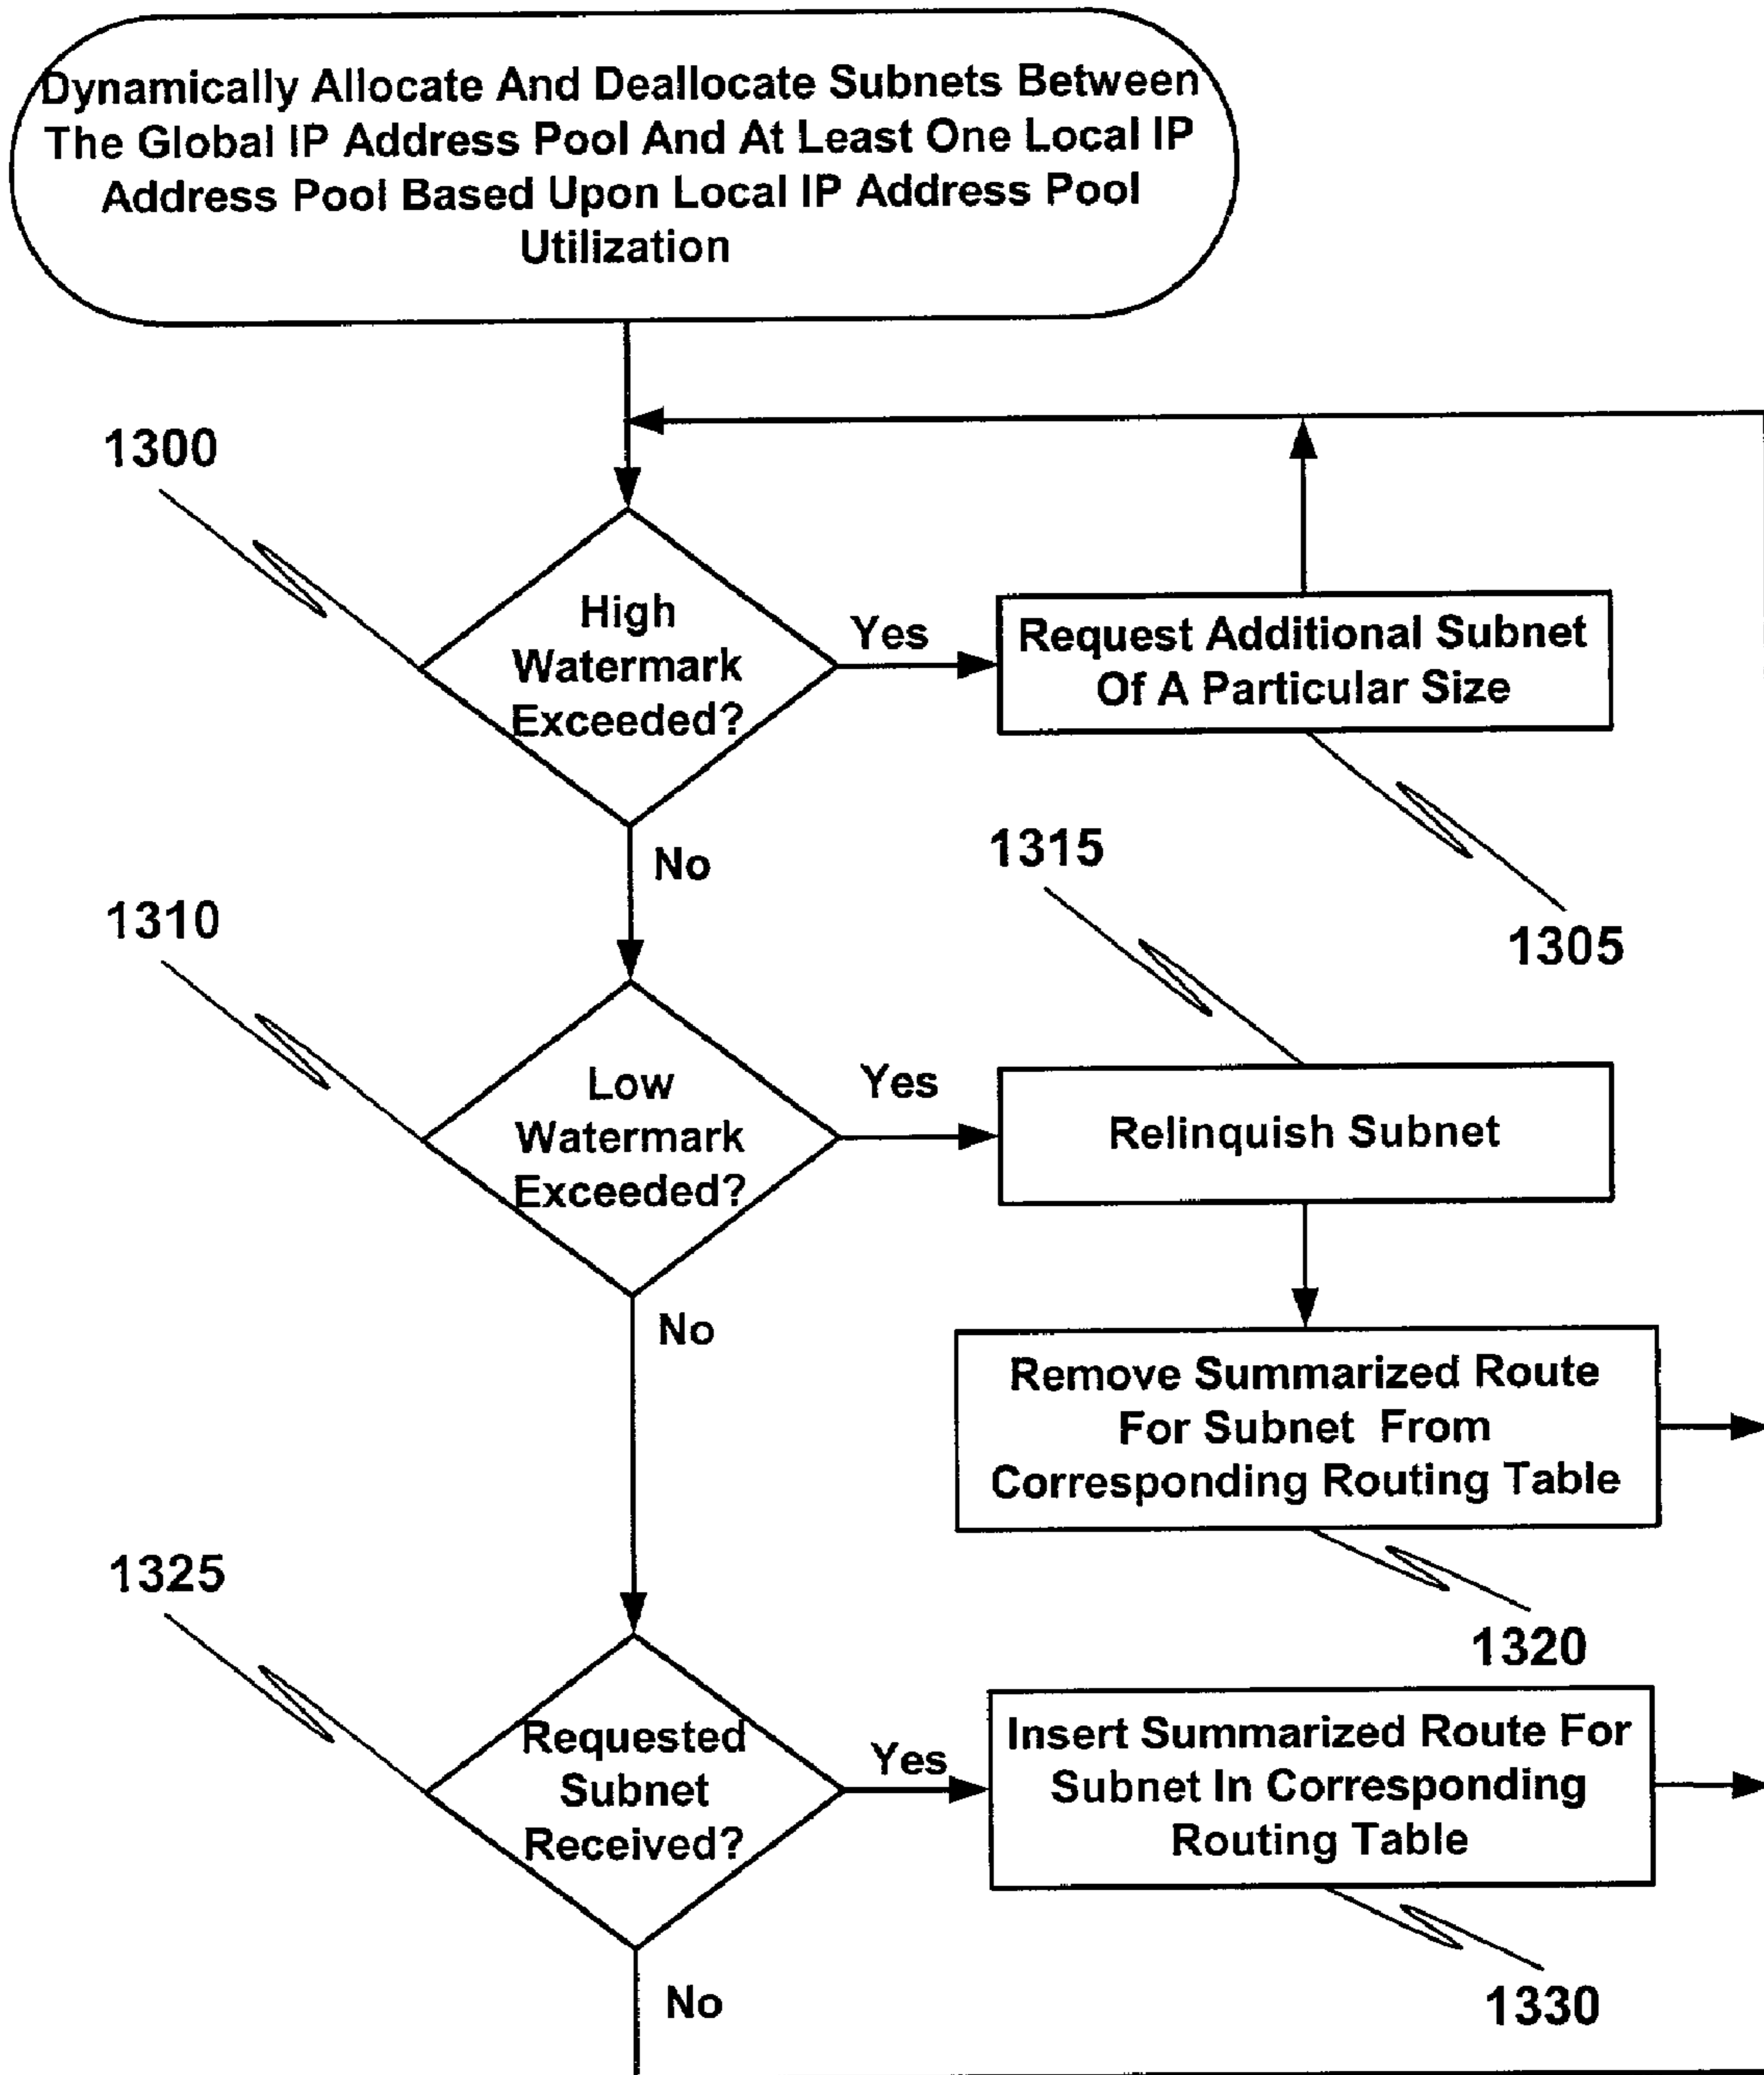 Dynamically Allocate And Deallocate Subnets Between
The Global IP Address Pool And At Least One Local IP
Address Pool Based Upon Local IP Address Pool
Utilization
1300
High
Watermark
Exceeded?
Yes
Request Additional Subnet
Of A Particular Size
1305
No
1310
Low
Watermark
Exceeded?
Yes
1315
Relinquish Subnet
Remove Summarized Route
For Subnet From
Corresponding Routing Table
1320
No
1325
Requested
Subnet
Received?
Yes
Insert Summarized Route For
Subnet In Corresponding
Routing Table
1330
No